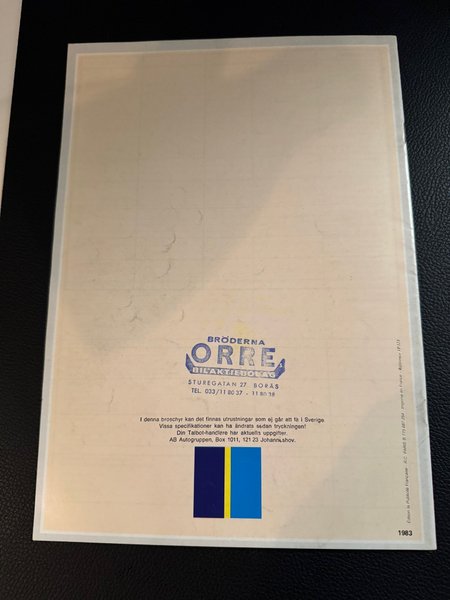 BRÖDERNA
ORRE
BILAKTIEBOLAG
STUREGATAN 27. BORÅS
TEL. 033/11 80 37 - 11 80 38
I denna broschyr kan det finnas utrustningar som ej går att få i Sverige.
Vissa specifikationer kan ha ändrats sedan tryckningen!
Din Talbot-handlare har aktuella uppgifter.
AB Autogruppen, Box 1011, 121 23 Johanneshov.
1983